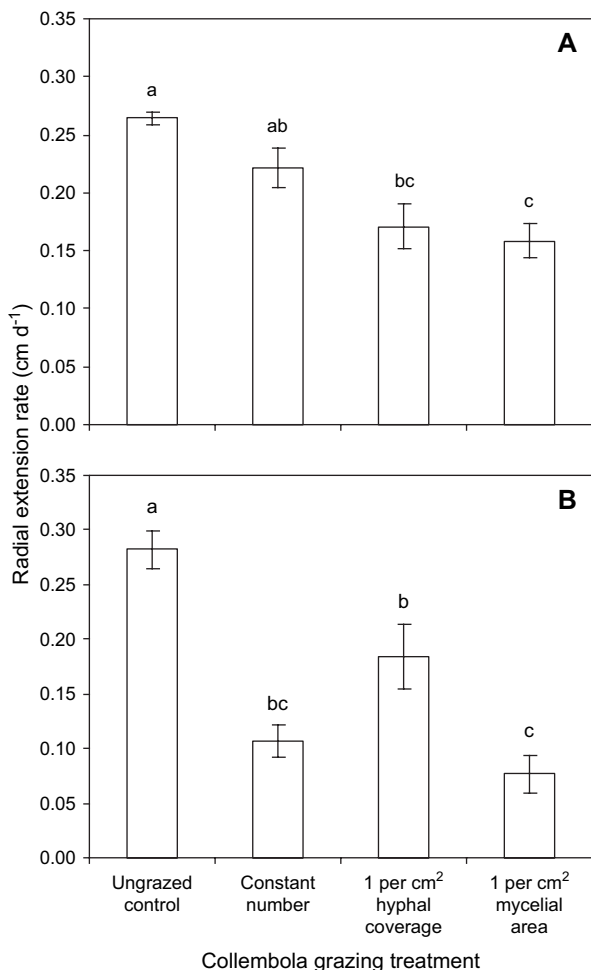 Radial extension rate (cm d⁻¹)
0.35
0.30
0.25
0.20
0.15
0.10
0.05
0.00
A
a
ab
bc
c
0.35
0.30
0.25
0.20
0.15
0.10
0.05
0.00
B
a
bc
b
c
Ungrazed
control
Constant
number
1 per cm²
hyphal
coverage
1 per cm²
mycelial
area
Collembola grazing treatment